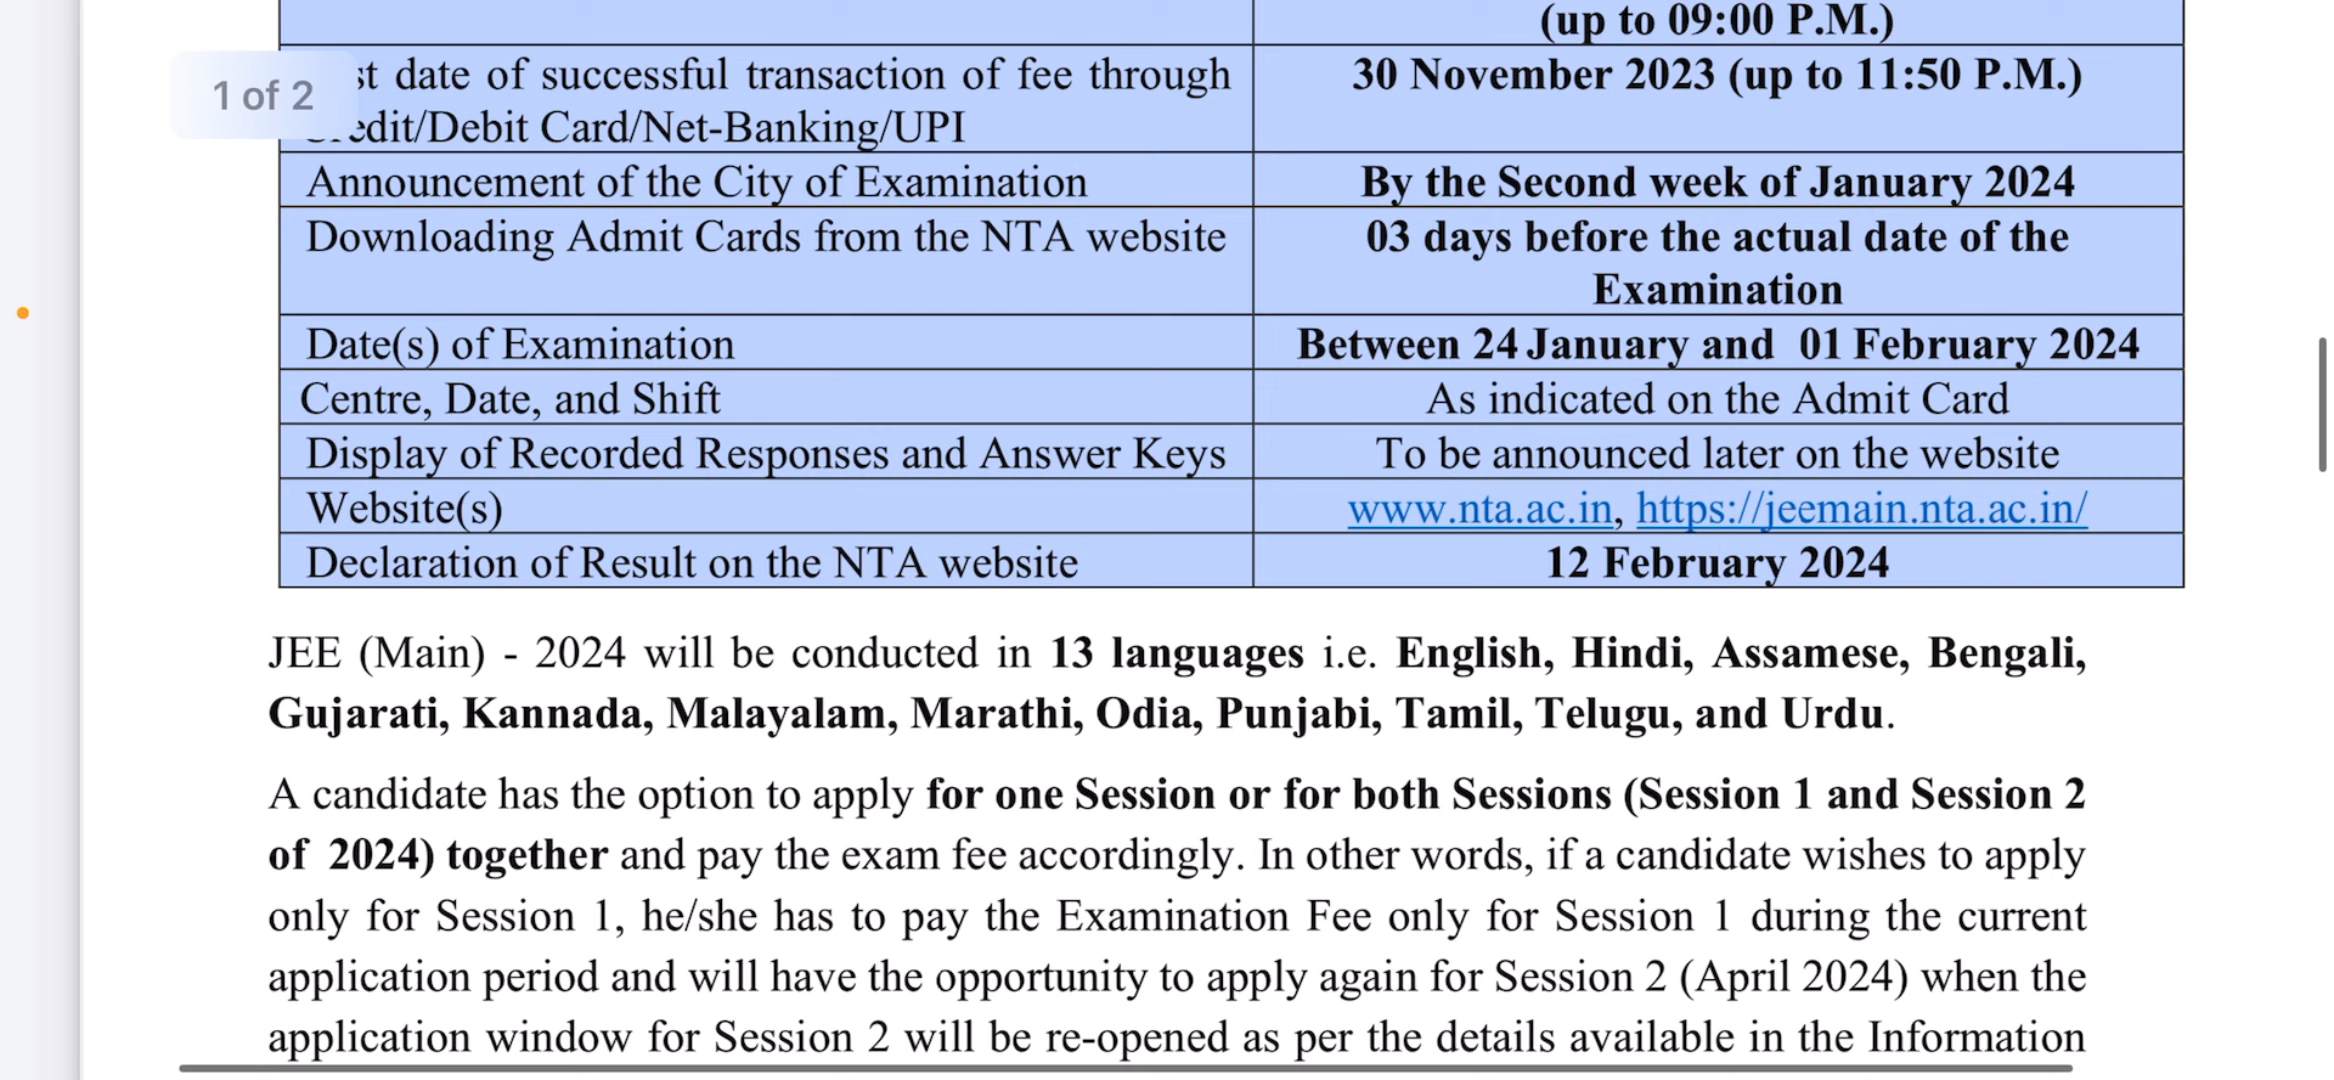 (up to 09:00 P.M.)
1 of 2
date of successful transaction of fee through
30 November 2023 (up to 11:50 P.M.)
/Debit Card/Net-Banking/UPI
Announcement of the City of Examination
By the Second week of January 2024
Downloading Admit Cards from the NTA website
03 days before the actual date of the
Examination
Date(s) of Examination
Between 24 January and 01 February 2024
Centre, Date, and Shift
As indicated on the Admit Card
Display of Recorded Responses and Answer Keys
To be announced later on the website
Website(s)
www.nta.ac.in, https://jeemain.nta.ac.in/
Declaration of Result on the NTA website
12 February 2024
JEE (Main) - 2024 will be conducted in 13 languages i.e. English, Hindi, Assamese, Bengali,
Gujarati, Kannada, Malayalam, Marathi, Odia, Punjabi, Tamil, Telugu, and Urdu.
A candidate has the option to apply for one Session or for both Sessions (Session 1 and Session 2
of 2024) together and pay the exam fee accordingly. In other words, if a candidate wishes to apply
only for Session 1, he/she has to pay the Examination Fee only for Session 1 during the current
application period and will have the opportunity to apply again for Session 2 (April 2024) when the
application window for Session 2 will be re-opened as per the details available in the Information